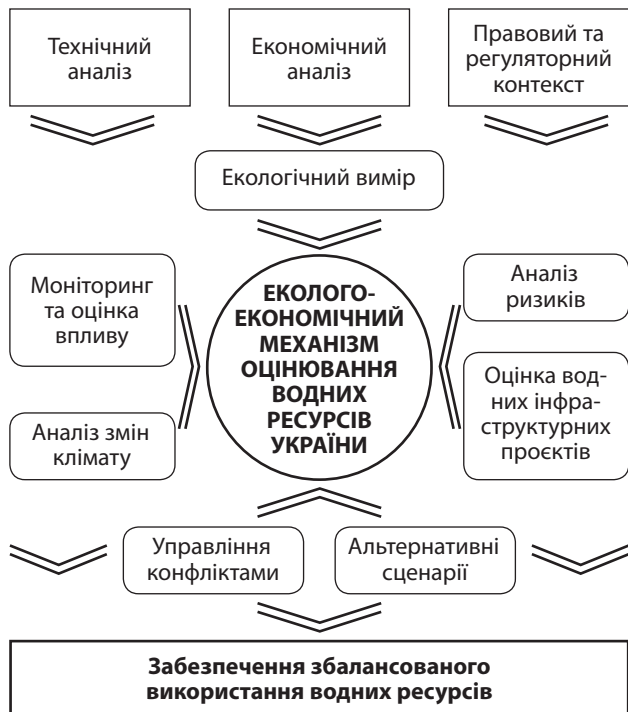 Технічний
аналіз
Економічний
аналіз
Правовий та
регуляторний
контекст
Екологічний вимір
Моніторинг
та оцінка
впливу
Аналіз змін
клімату
ЕКОЛОГО-
ЕКОНОМІЧНИЙ
МЕХАНІЗМ
ОЦІНЮВАННЯ
ВОДНИХ
РЕСУРСІВ
УКРАЇНИ
Аналіз
ризиків
Оцінка вод-
них інфра-
структурних
проєктів
Управління
конфліктами
Альтернативні
сценарії
Забезпечення збалансованого
використання водних ресурсів